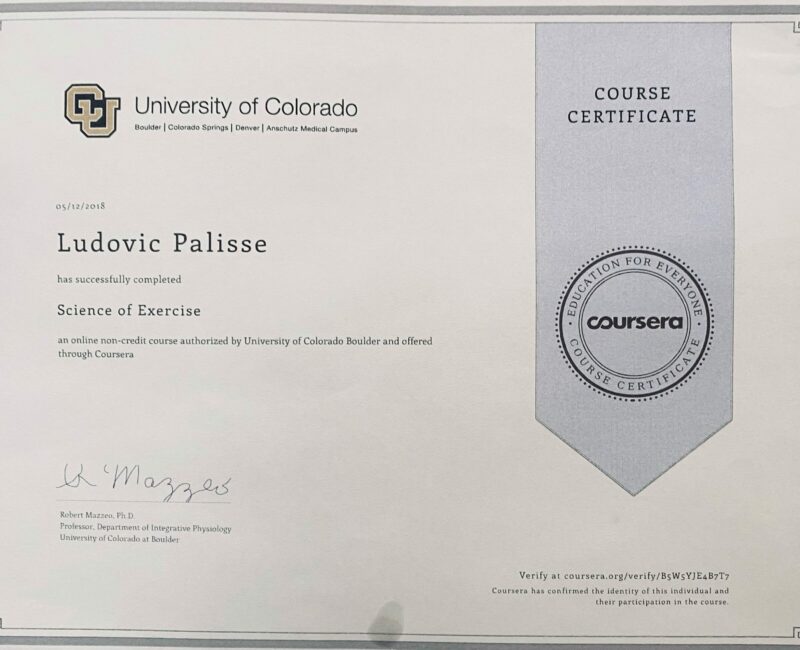 University of Colorado
Boulder | Colorado Springs | Denver | Anschutz Medical Campus
COURSE
CERTIFICATE
05/12/2018
Ludovic Palisse
has successfully completed
Science of Exercise
an online non-credit course authorized by University of Colorado Boulder and offered
through Coursera
EDUCATION FOR EVERYONE
coursera
COURSE CERTIFICATE
R Mazzeo
Robert Mazzeo, Ph.D.
Professor, Department of Integrative Physiology
University of Colorado at Boulder
Verify at coursera.org/verify/B5W5YJE4B7T7
Coursera has confirmed the identity of this individual and
their participation in the course.